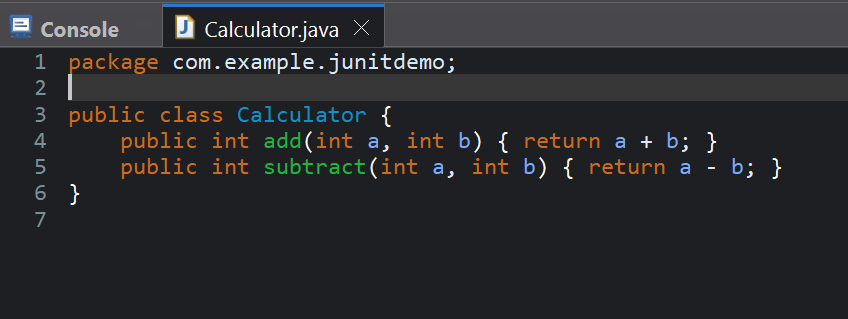 Console
Calculator.java
1 package com.example.junitdemo;
2
3 public class Calculator {
4     public int add(int a, int b) { return a + b; }
5     public int subtract(int a, int b) { return a - b; }
6 }
7